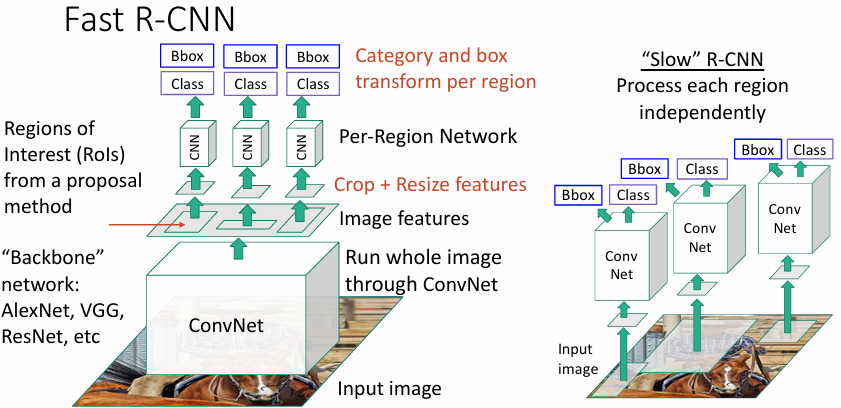 Fast R-CNN
Bbox
Bbox
Bbox
Class
Class
Class
Category and box
transform per region
CNN
CNN
CNN
Per-Region Network
Regions of
Interest (RoIs)
from a proposal
method
Crop + Resize features
Image features
"Backbone"
network:
AlexNet, VGG,
ResNet, etc
Run whole image
through ConvNet
ConvNet
Input image
"Slow" R-CNN
Process each region
independently
Bbox
Class
Bbox
Class
Bbox
Class
Conv
Net
Conv
Net
Conv
Net
Input
image